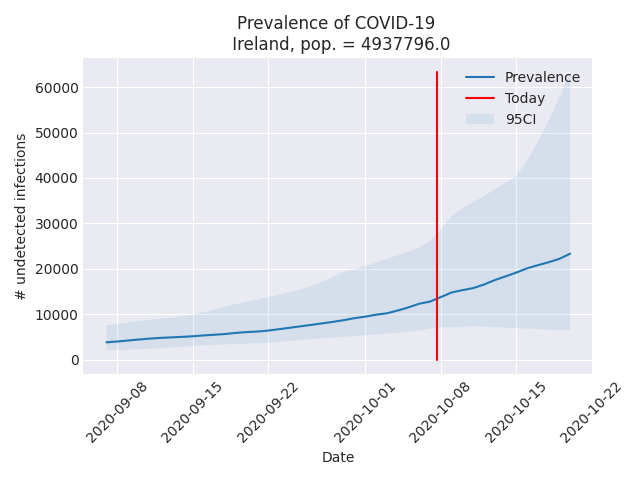 Prevalence of COVID-19
Ireland, pop. = 4937796.0
Prevalence
Today
95CI
# undetected infections
60000
50000
40000
30000
20000
10000
0
2020-09-08
2020-09-15
2020-09-22
2020-10-01
2020-10-08
2020-10-15
2020-10-22
Date